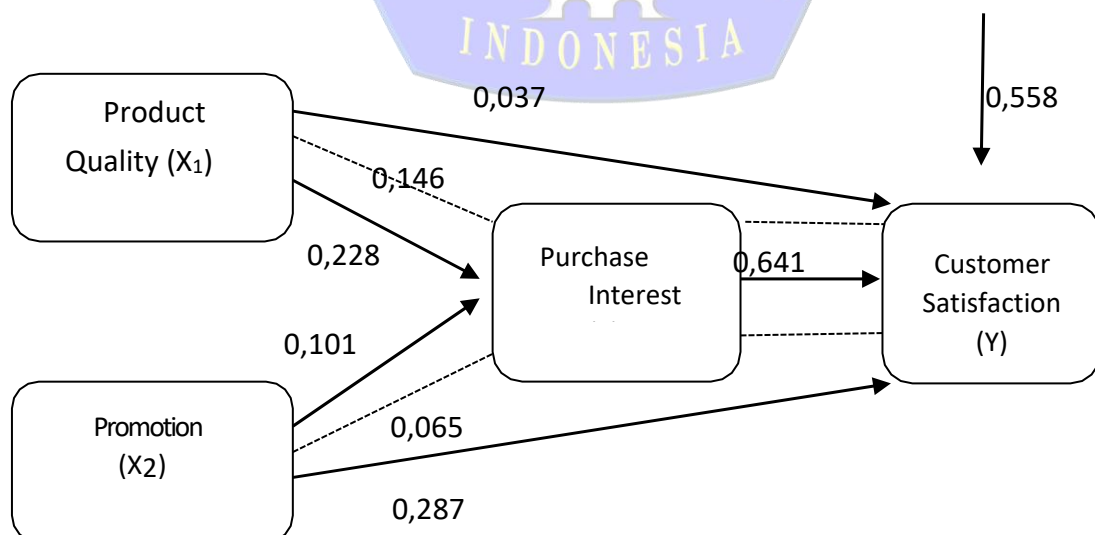 INDONESIA
0,037
0,558
Product
Quality (X₁)
0,146
0,228
Purchase
Interest
0,641
Customer
Satisfaction
(Y)
0,101
Promotion
(X2)
0,065
0,287